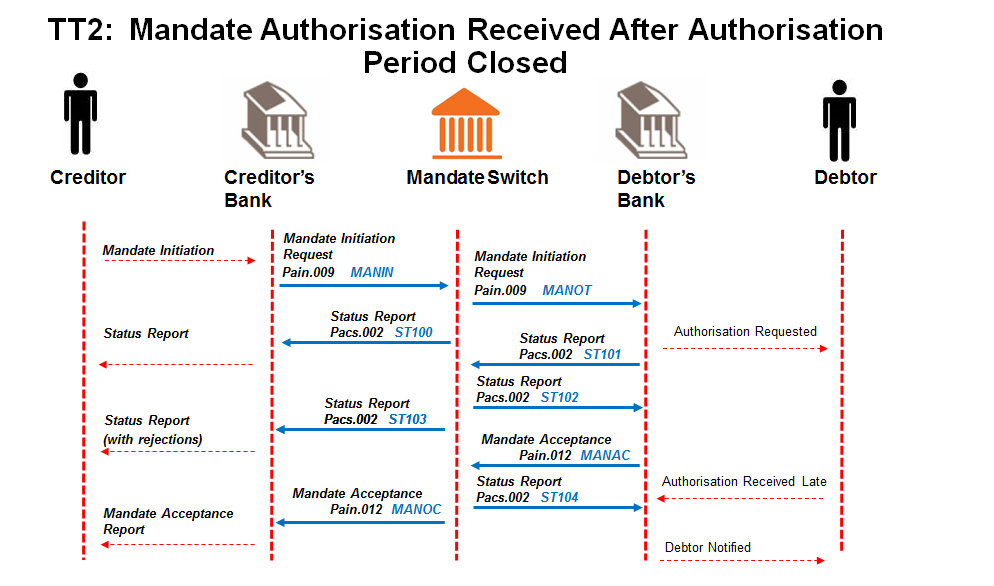 TT2: Mandate Authorisation Received After Authorisation
Period Closed
Creditor
Creditor's
Bank
Mandate Switch
Debtor's
Bank
Debtor
Mandate Initiation
Mandate Initiation
Request
Pain.009 MANIN
Mandate Initiation
Request
Pain.009 MANOT
Status Report
Status Report
Pacs.002 ST100
Authorisation Requested
Status Report
Pacs.002 ST101
Status Report
Pacs.002 ST102
Status Report
(with rejections)
Status Report
Pacs.002 ST103
Mandate Acceptance
Pain.012 MANAC
Authorisation Received Late
Status Report
Pacs.002 ST104
Mandate Acceptance
Pain.012 MANOC
Mandate Acceptance
Report
Debtor Notified